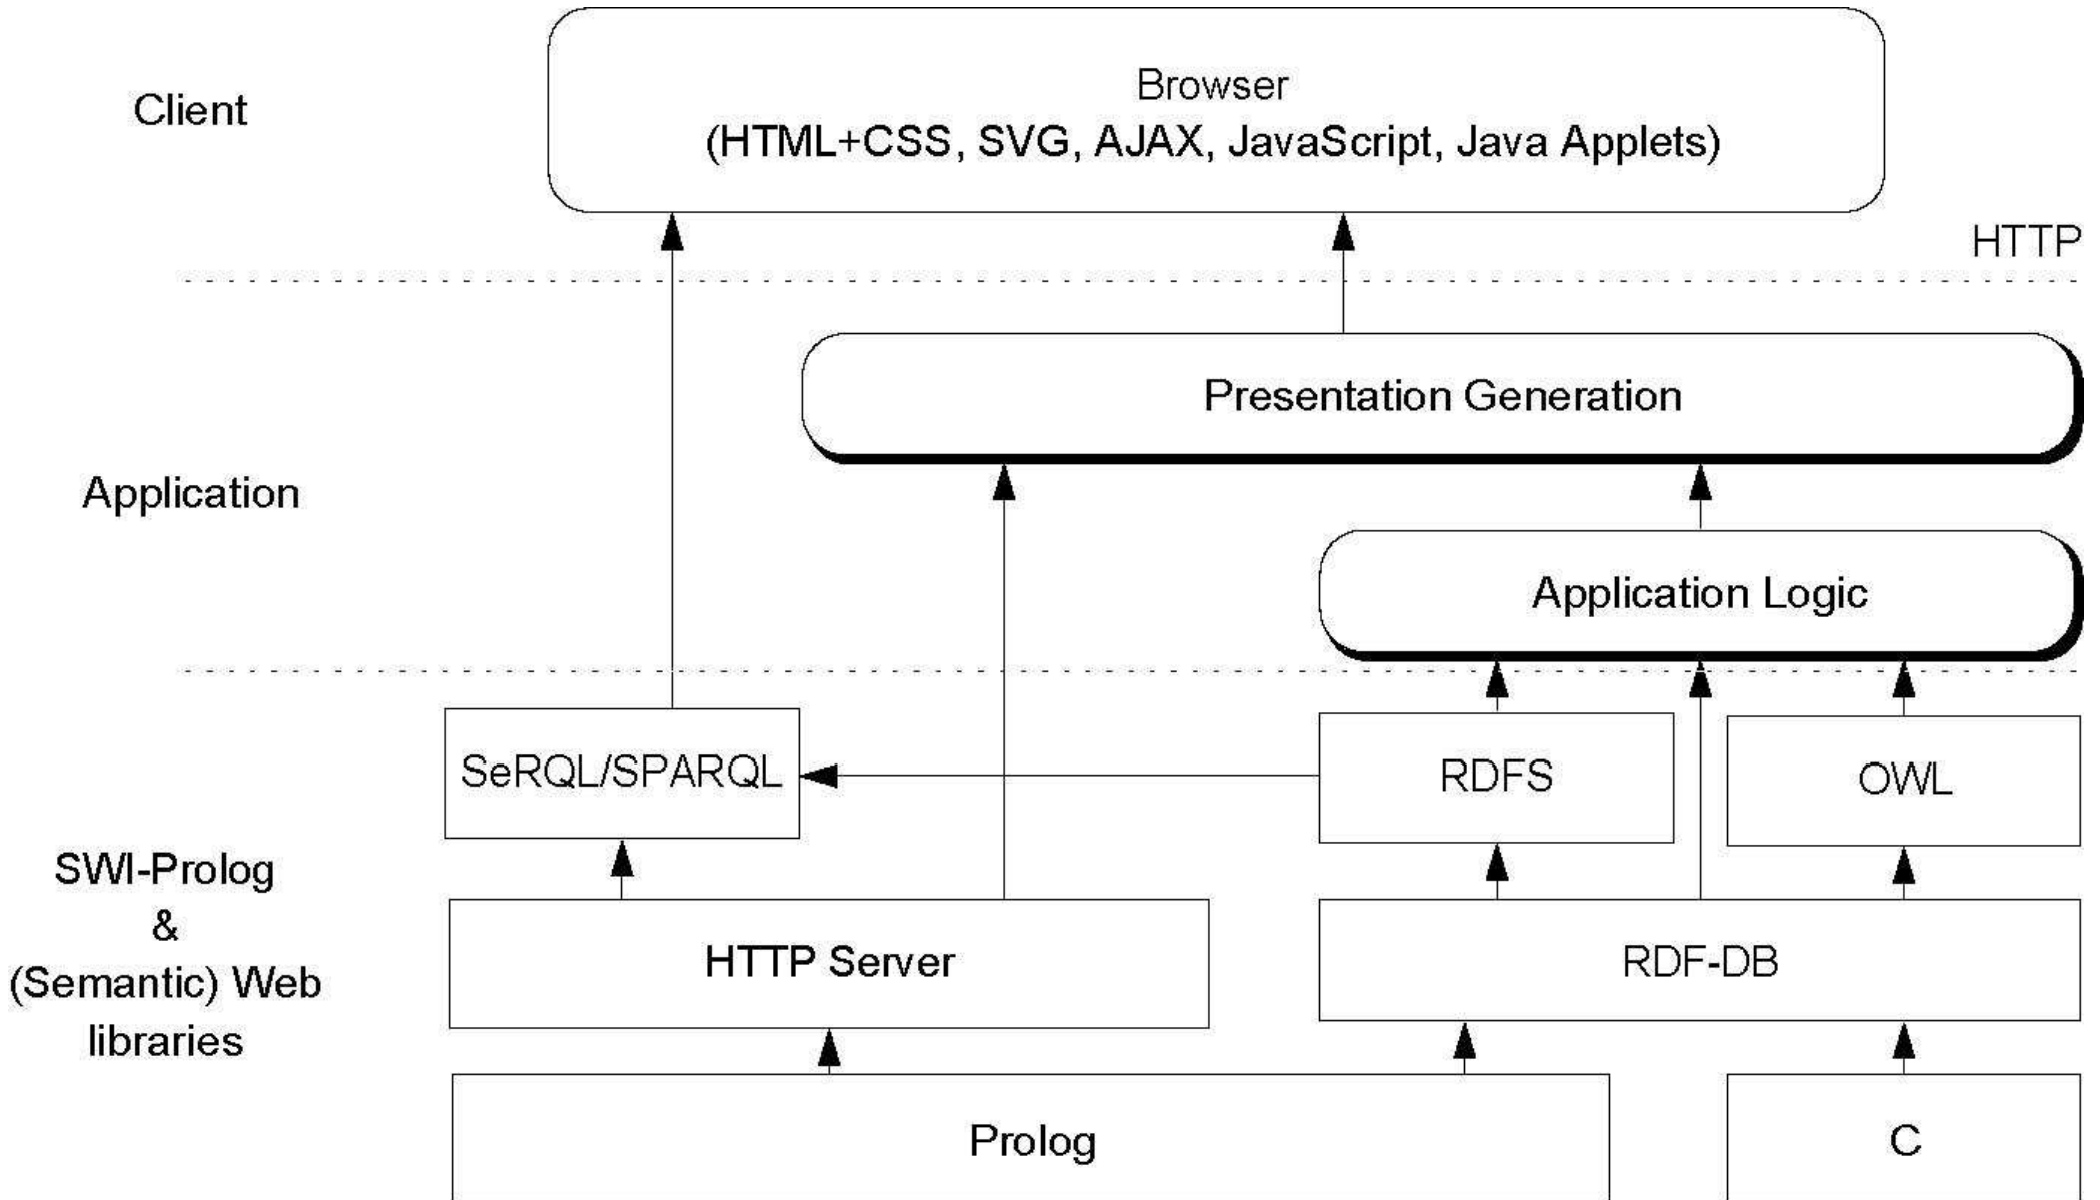 Client
Browser
(HTML+CSS, SVG, AJAX, JavaScript, Java Applets)
HTTP
Application
Presentation Generation
Application Logic
SeRQL/SPARQL
RDFS
OWL
SWI-Prolog
&
(Semantic) Web
libraries
HTTP Server
RDF-DB
Prolog
C